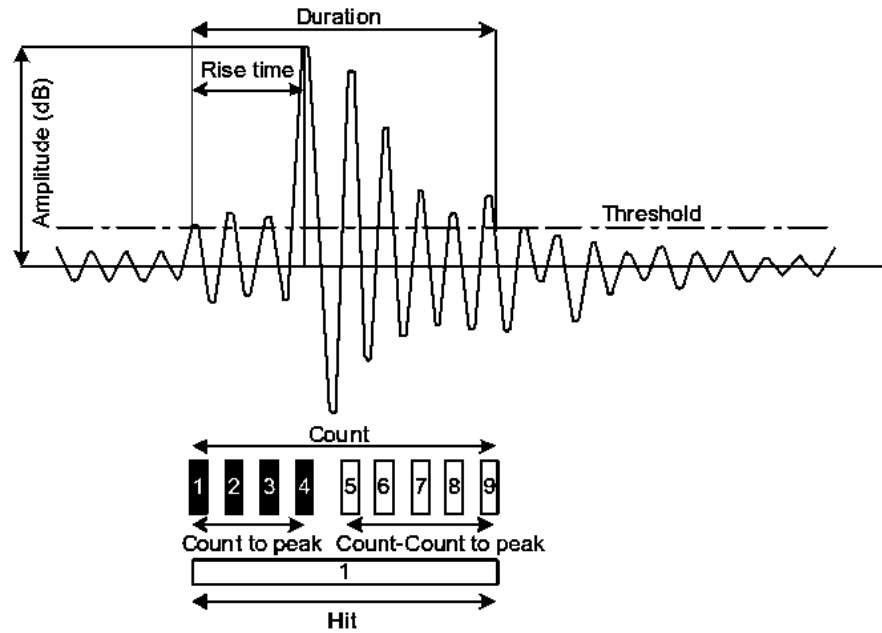 Duration
Rise time
Amplitude (dB)
Threshold
Count
1 2 3 4 5 6 7 8 9
Count to peak Count-Count to peak
1
Hit